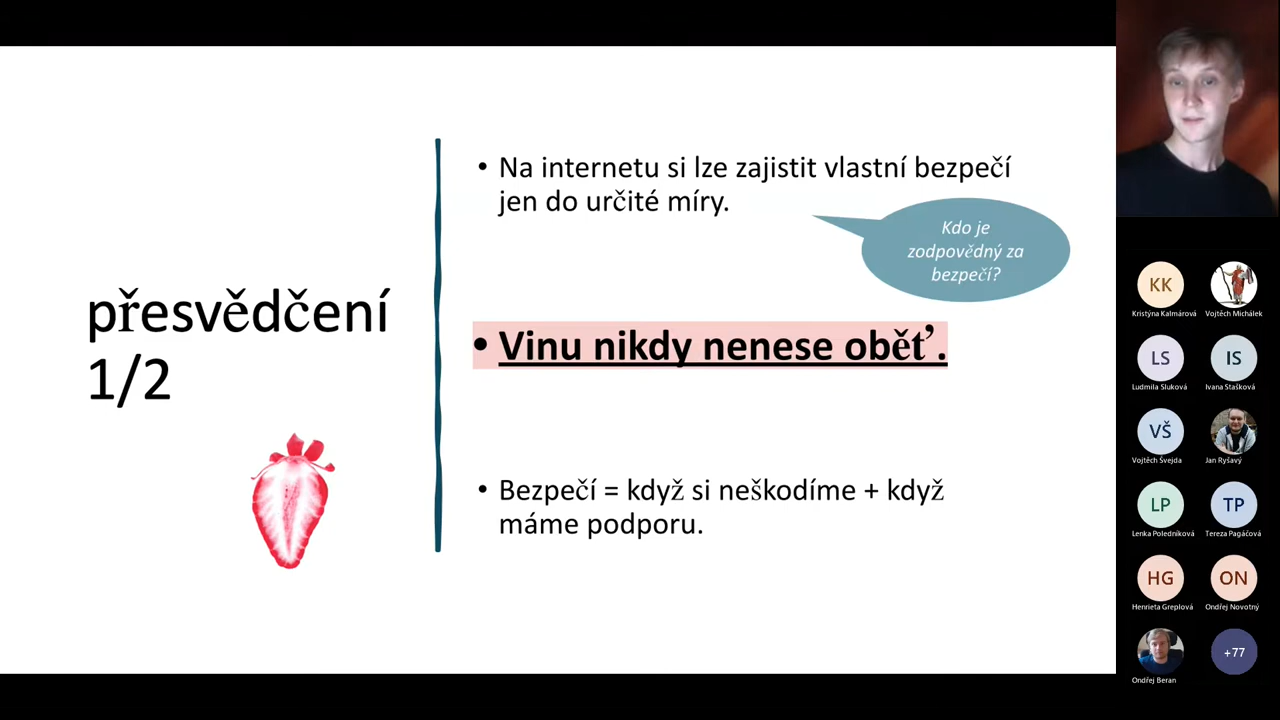 přesvědčení
1/2
• Na internetu si lze zajistit vlastní bezpečí
jen do určité míry.
Kdo je
zodpovědný za
bezpečí?
• Vinu nikdy nenese oběť.
• Bezpečí = když si neškodíme + když
máme podporu.
KK
Kristýna Kalmárová
Vojtěch Michálek
LS
Ludmila Sluková
IS
Ivana Stašková
VŠ
Vojtěch Švejda
Jan Ryšavý
LP
Lenka Poledníková
TP
Tereza Pagáčová
HG
Henrieta Greplová
ON
Ondřej Novotný
Ondřej Beran
+77